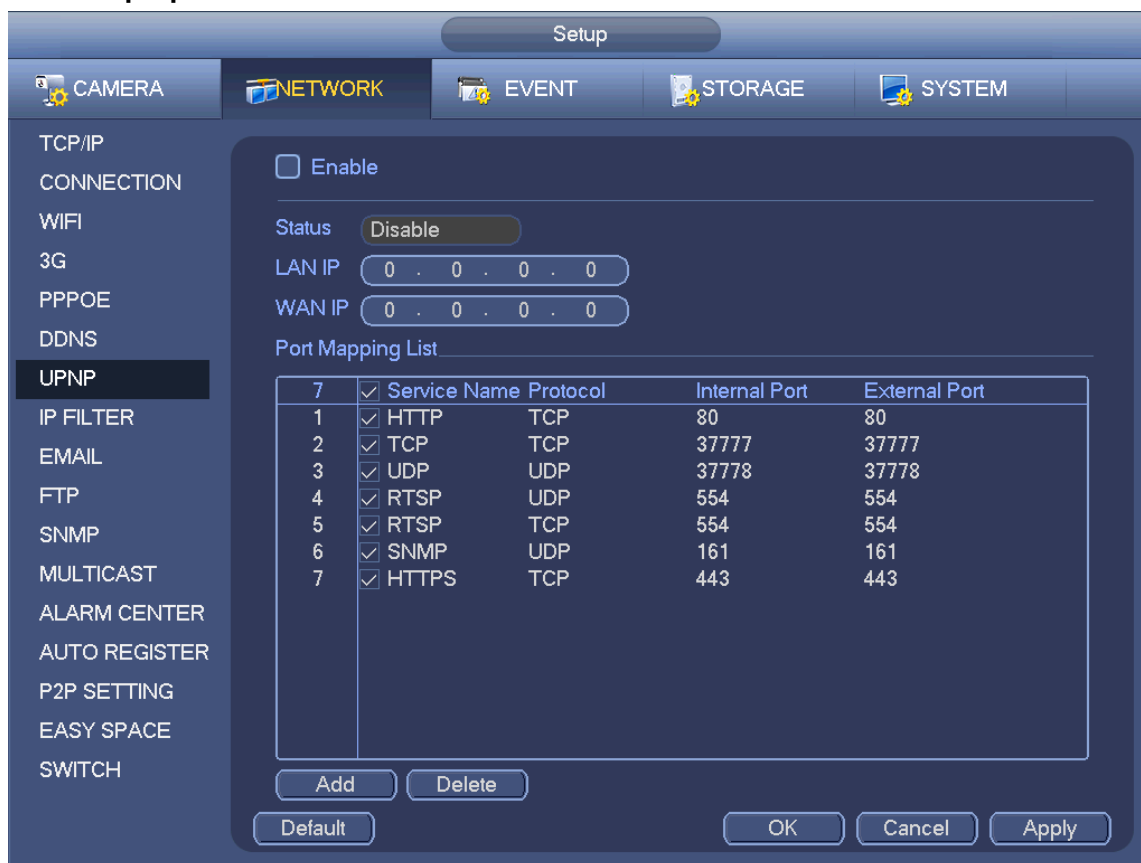 Setup
CAMERA NETWORK EVENT STORAGE SYSTEM
TCP/IP
CONNECTION
WIFI
3G
PPPOE
DDNS
UPNP
IP FILTER
EMAIL
FTP
SNMP
MULTICAST
ALARM CENTER
AUTO REGISTER
P2P SETTING
EASY SPACE
SWITCH
Enable
Status Disable
LAN IP 0 . 0 . 0 . 0
WAN IP 0 . 0 . 0 . 0
Port Mapping List
7 Service Name Protocol Internal Port External Port
1 HTTP TCP 80 80
2 TCP TCP 37777 37777
3 UDP UDP 37778 37778
4 RTSP UDP 554 554
5 RTSP TCP 554 554
6 SNMP UDP 161 161
7 HTTPS TCP 443 443
Add Delete
Default OK Cancel Apply